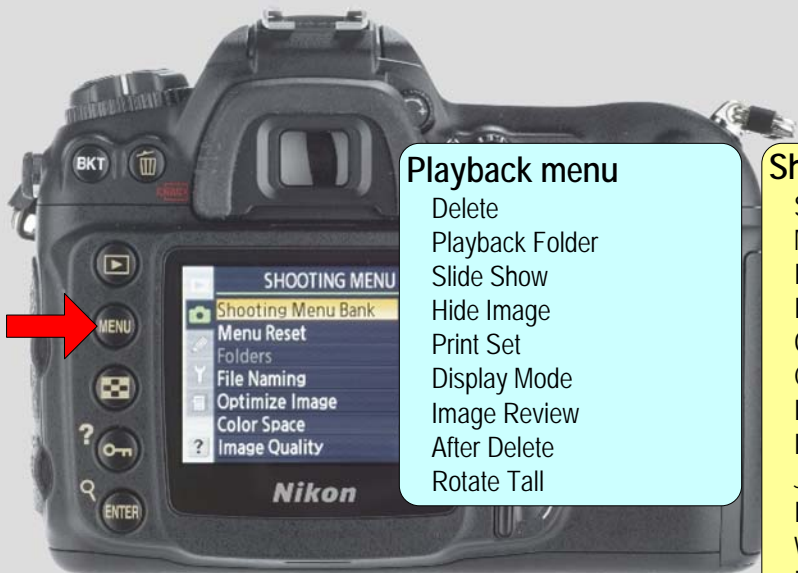 BKT
FORMAT
SHOOTING MENU
Shooting Menu Bank
Menu Reset
Folders
File Naming
Optimize Image
Color Space
Image Quality
MENU
?
?
ENTER
Nikon
Playback menu
Delete
Playback Folder
Slide Show
Hide Image
Print Set
Display Mode
Image Review
After Delete
Rotate Tall
Sh